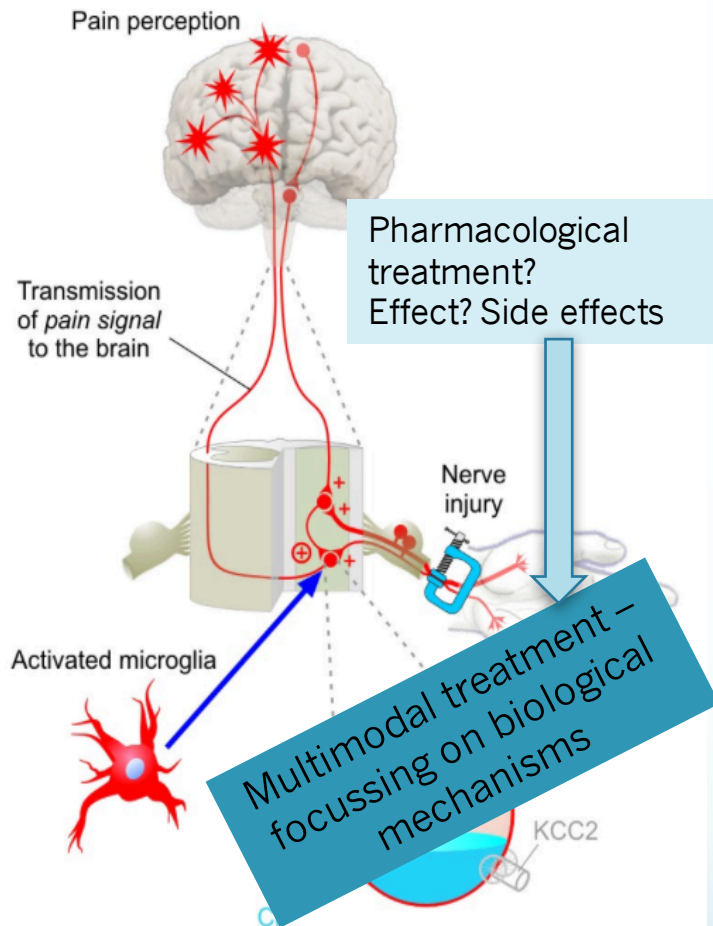 Pain perception
Pharmacological
treatment?
Effect? Side effects
Transmission
of pain signal
to the brain
Nerve
injury
+
+
+
+
Activated microglia
Multimodal treatment –
focussing on biological
mechanisms
KCC2